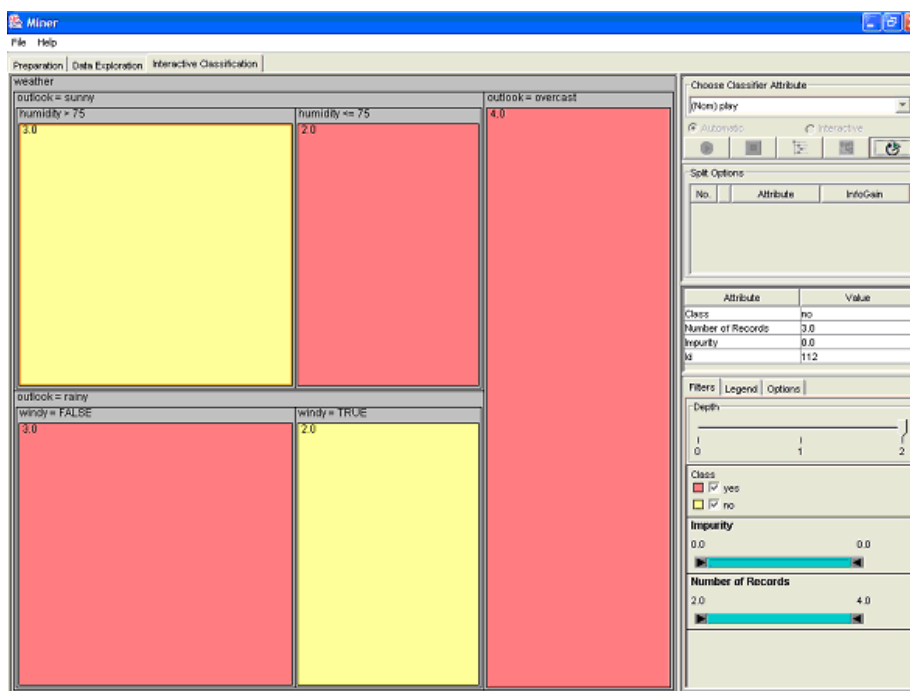 Miner
File Help
Preparation Data Exploration Interactive Classification
weather
outlook = sunny
outlook = overcast
humidity > 75
humidity <= 75
3.0
2.0
4.0
outlook = rainy
windy = FALSE
windy = TRUE
3.0
2.0
Choose Classifier Attribute
(Nom) play
Automatic Interactive
Split Options
No. Attribute InfoGain
Attribute Value
Class no
Number of Records 3.0
Impurity 0.0
Id 112
Filters Legend Options
Depth
0 1 2
Class
yes
no
Impurity
0.0 0.0
Number of Records
2.0 4.0